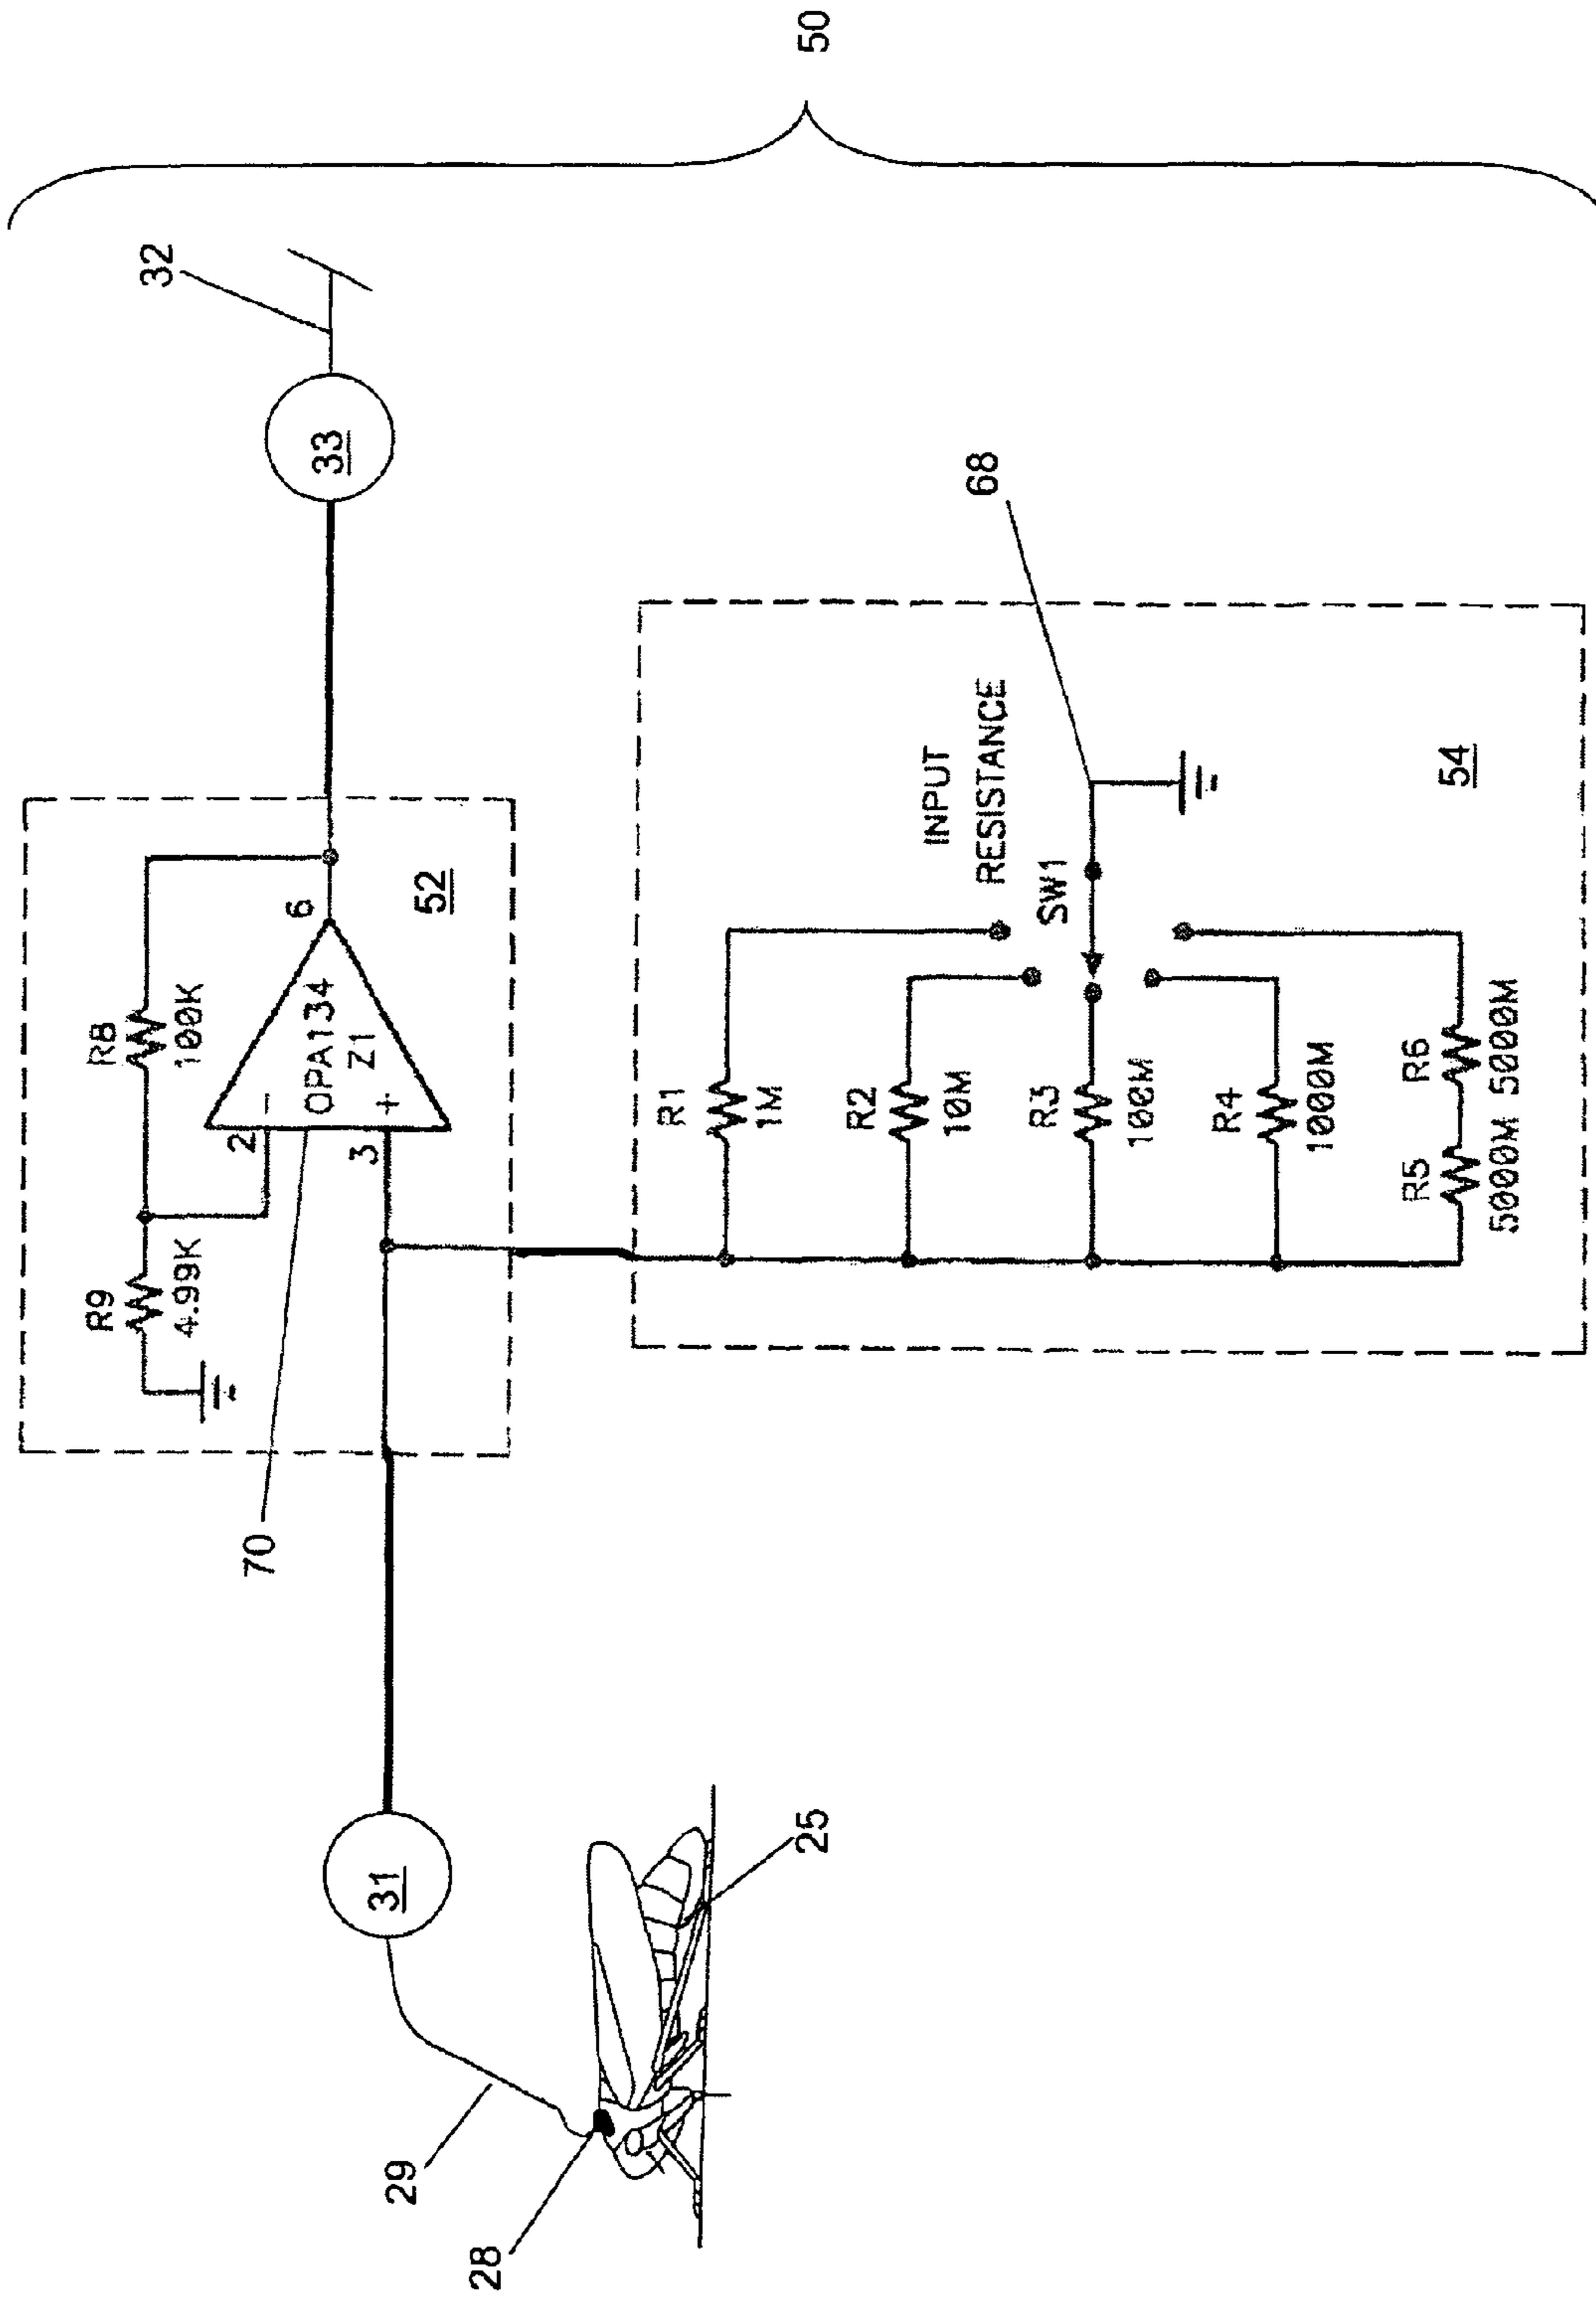 50
32
33
R8
100K
R9
4.99K
6
2
3
-
+
OPA134
Z1
52
70
31
29
28
25
68
INPUT
RESISTANCE
SW1
54
R1
1M
R2
10M
R3
100M
R4
1000M
R5 R6
5000M 5000M